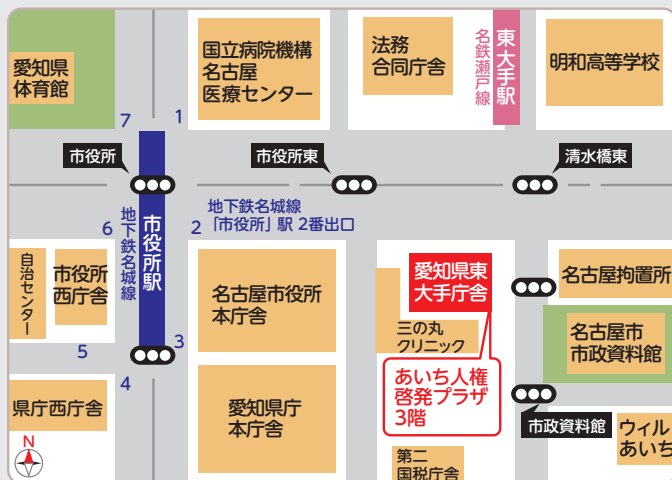 愛知県
体育館
国立病院機構
名古屋
医療センター
法務
合同庁舎
名鉄瀬戸線
東大手駅
明和高等学校
7
1
市役所
市役所東
清水橋東
地下鉄名城線
「市役所」駅 2番出口
6
2
地下鉄名城線
市役所駅
自治センター
市役所
西庁舎
名古屋市役所
本庁舎
愛知県東
大手庁舎
名古屋拘置所
三の丸
クリニック
名古屋市
市政資料館
5
3
4
あいち人権
啓発プラザ
3階
県庁西庁舎
愛知県庁
本庁舎
市政資料館
ウィル
あいち
第二
国税庁舎
N